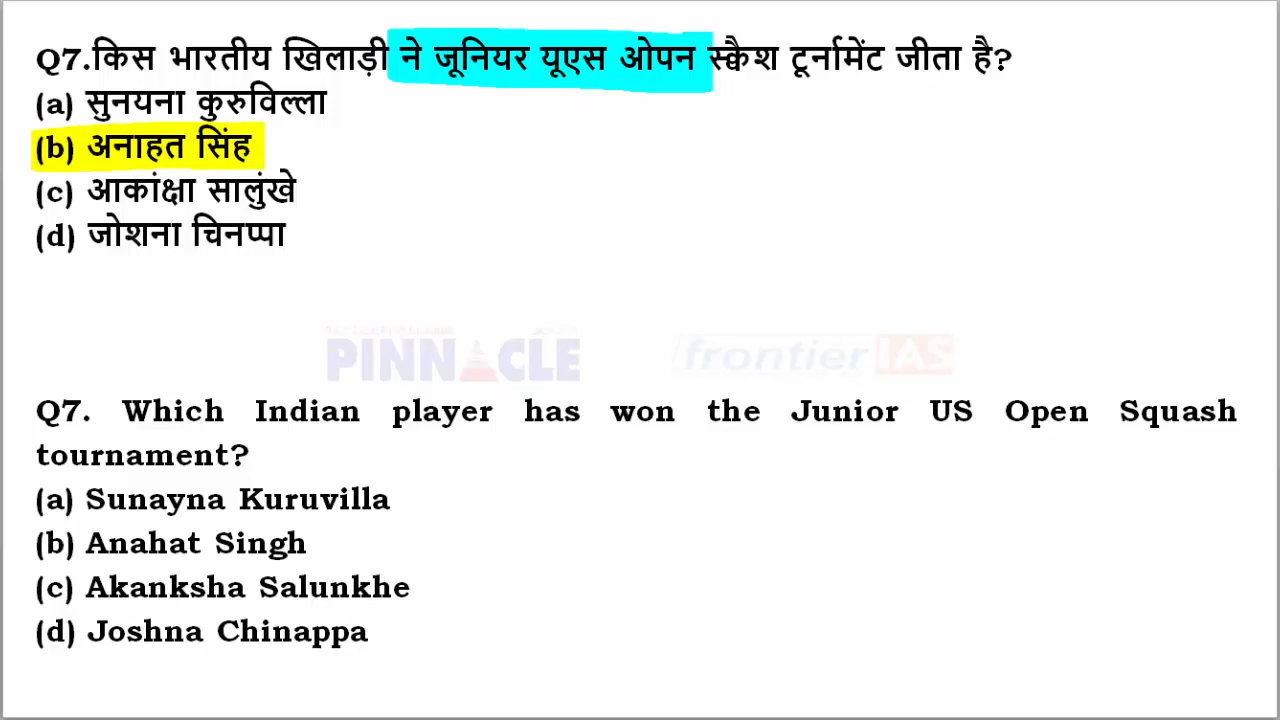 Q7.किस भारतीय खिलाड़ी ने जूनियर यूएस ओपन स्कैश टूर्नामेंट जीता है?
(a) सुनयना कुरुविल्ला
(b) अनाहत सिंह
(c) आकांक्षा सालुंखे
(d) जोशना चिनप्पा
PINNACLE frontier IAS
Q7. Which Indian player has won the Junior US Open Squash
tournament?
(a) Sunayna Kuruvilla
(b) Anahat Singh
(c) Akanksha Salunkhe
(d) Joshna Chinappa